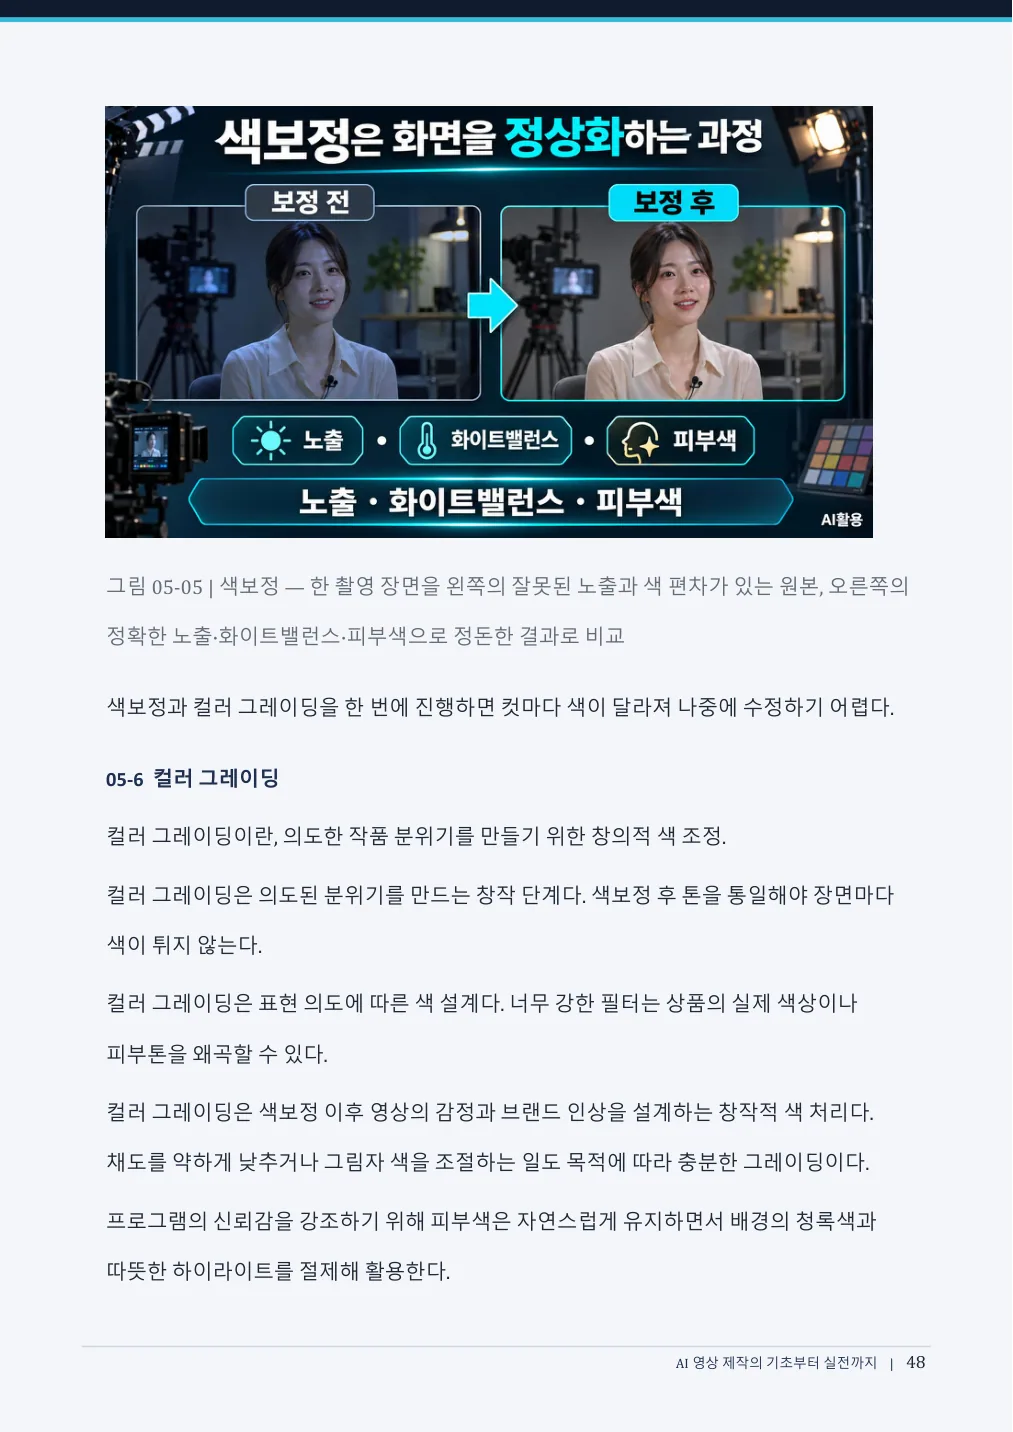 색보정은 화면을 정상화하는 과정
보정 전
보정 후
노출 • 화이트밸런스 • 피부색
노출 · 화이트밸런스 · 피부색
AI활용
그림 05-05 | 색보정 — 한 촬영 장면을 왼쪽의 잘못된 노출과 색 편차가 있는 원본, 오른쪽의
정확한 노출·화이트밸런스·피부색으로 정돈한 결과로 비교
색보정과 컬러 그레이딩을 한 번에 진행하면 컷마다 색이 달라져 나중에 수정하기 어렵다.
05-6 컬러 그레이딩
컬러 그레이딩이란, 의도한 작품 분위기를 만들기 위한 창의적 색 조정.
컬러 그레이딩은 의도된 분위기를 만드는 창작 단계다. 색보정 후 톤을 통일해야 장면마다
색이 튀지 않는다.
컬러 그레이딩은 표현 의도에 따른 색 설계다. 너무 강한 필터는 상품의 실제 색상이나
피부톤을 왜곡할 수 있다.
컬러 그레이딩은 색보정 이후 영상의 감정과 브랜드 인상을 설계하는 창작적 색 처리다.
채도를 약하게 낮추거나 그림자 색을 조절하는 일도 목적에 따라 충분한 그레이딩이다.
프로그램의 신뢰감을 강조하기 위해 피부색은 자연스럽게 유지하면서 배경의 청록색과
따뜻한 하이라이트를 절제해 활용한다.
AI 영상 제작의 기초부터 실전까지 | 48